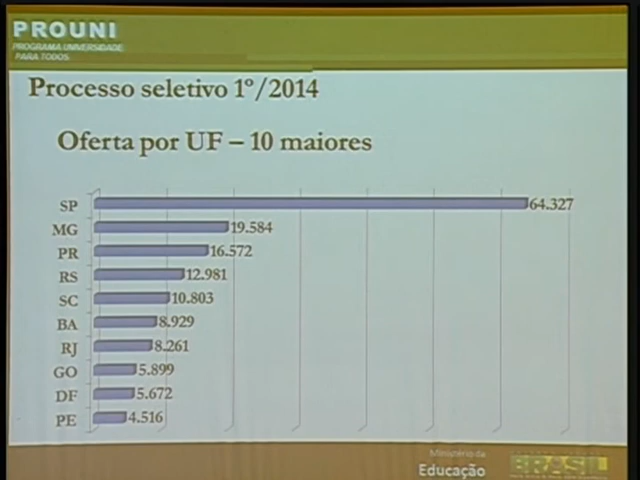 PROUNI
PROGRAMA UNIVERSIDADE
PARA TODOS
Processo seletivo 1º/2014
Oferta por UF – 10 maiores
SP 64.327
MG 19.584
PR 16.572
RS 12.981
SC 10.803
BA 8.929
RJ 8.261
GO 5.899
DF 5.672
PE 4.516
Ministério da
Educação
BRASIL